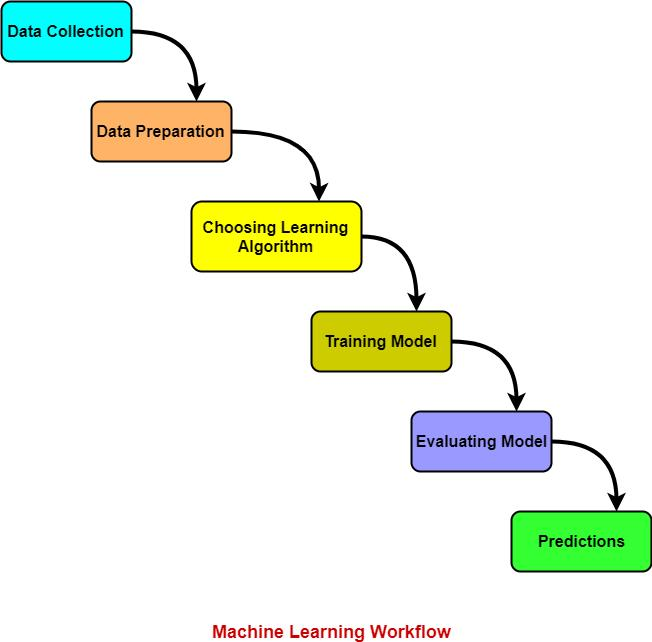 Data Collection
Data Preparation
Choosing Learning
Algorithm
Training Model
Evaluating Model
Predictions
Machine Learning Workflow